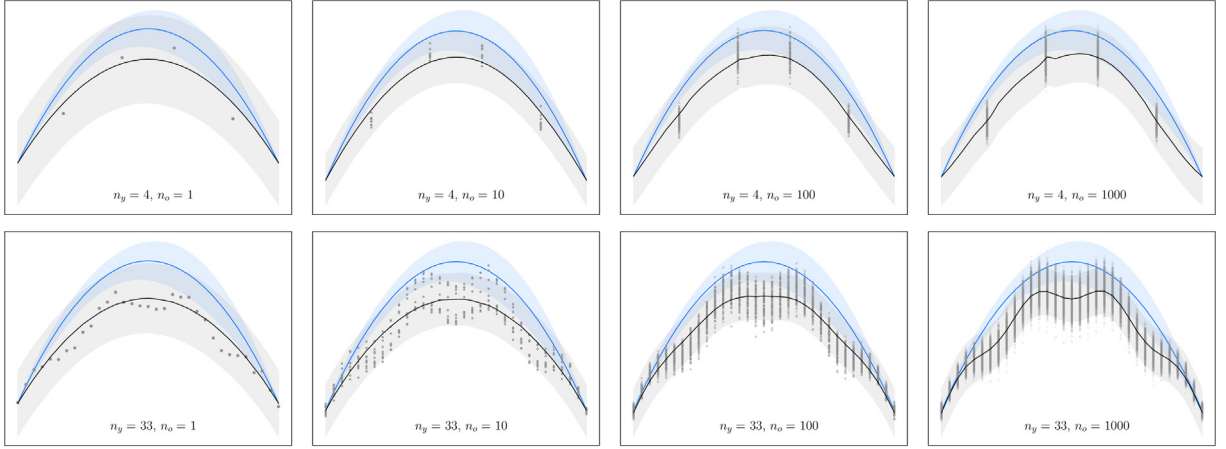 n_y = 4, n_o = 1
n_y = 4, n_o = 10
n_y = 4, n_o = 100
n_y = 4, n_o = 1000
n_y = 33, n_o = 1
n_y = 33, n_o = 10
n_y = 33, n_o = 100
n_y = 33, n_o = 1000